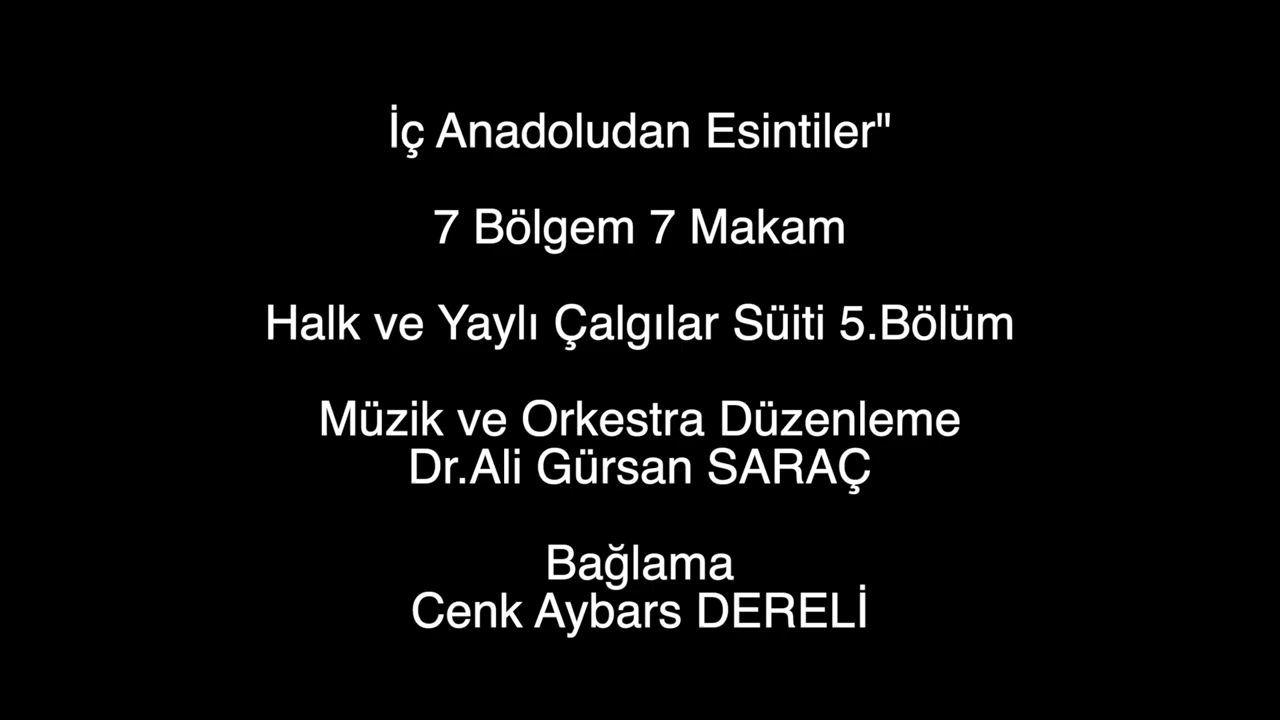 İç Anadoludan Esintiler"
7 Bölgem 7 Makam
Halk ve Yaylı Çalgılar Süiti 5.Bölüm
Müzik ve Orkestra Düzenleme
Dr.Ali Gürsan SARAÇ
Bağlama
Cenk Aybars DERELİ